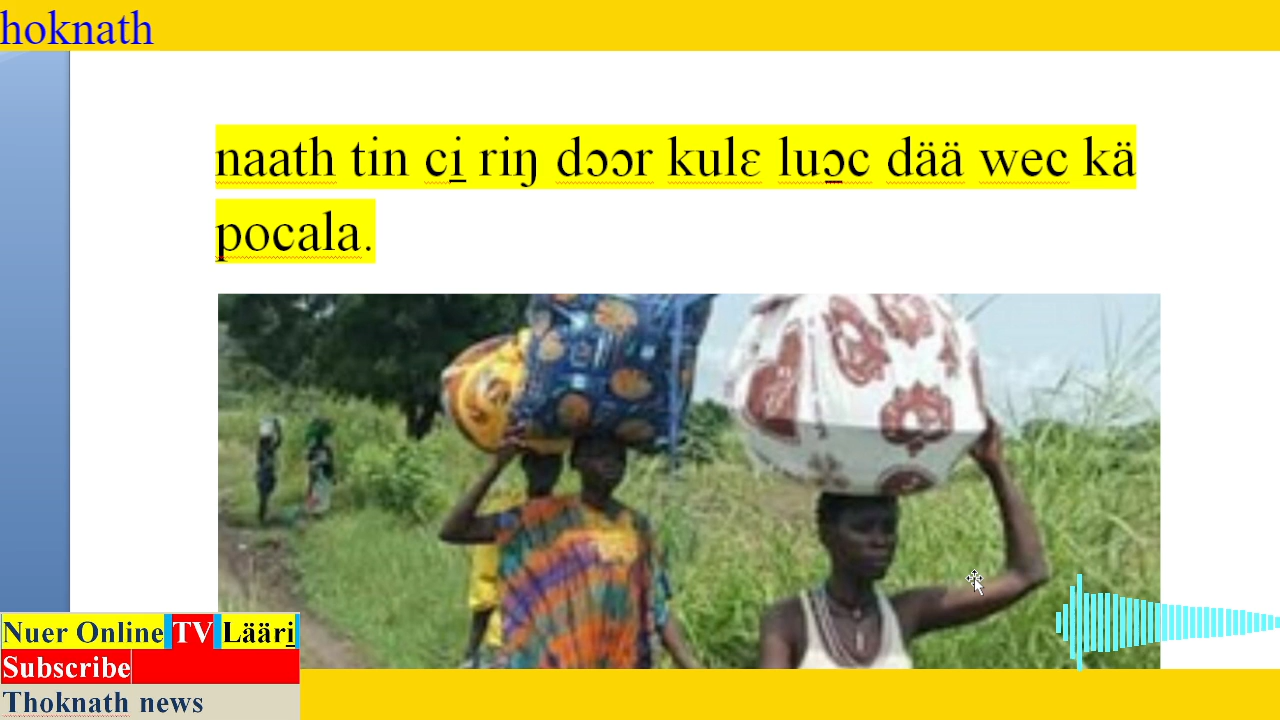 hoknath
naath tin ci̱ riŋ dɔɔr kulɛ luɔ̱c dää wec kä
pocala.
Nuer Online TV Lääri̱
Subscribe
Thoknath news